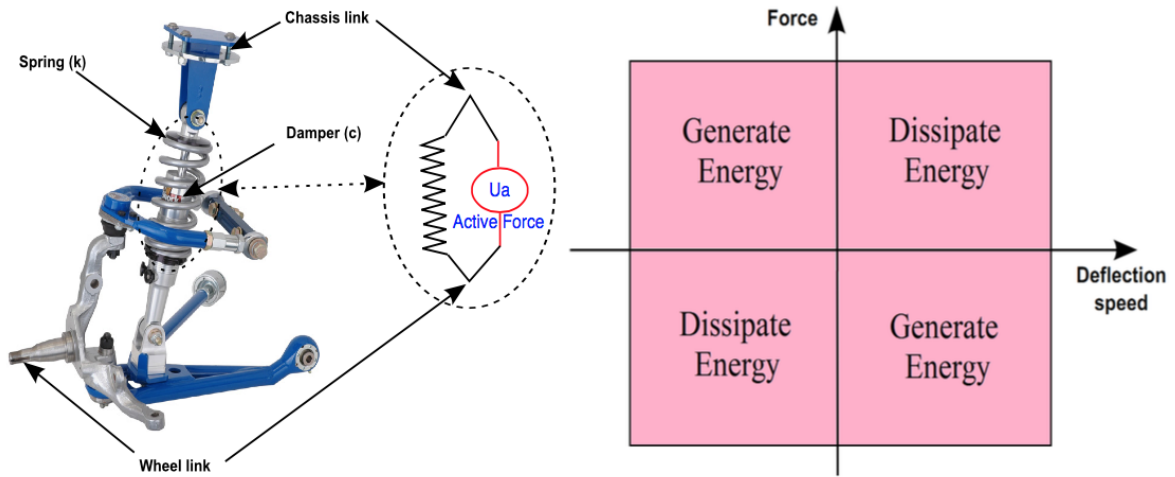 Chassis link
Spring (k)
Damper (c)
Ua
Active Force
Wheel link
Force
Generate
Energy
Dissipate
Energy
Deflection
speed
Dissipate
Energy
Generate
Energy